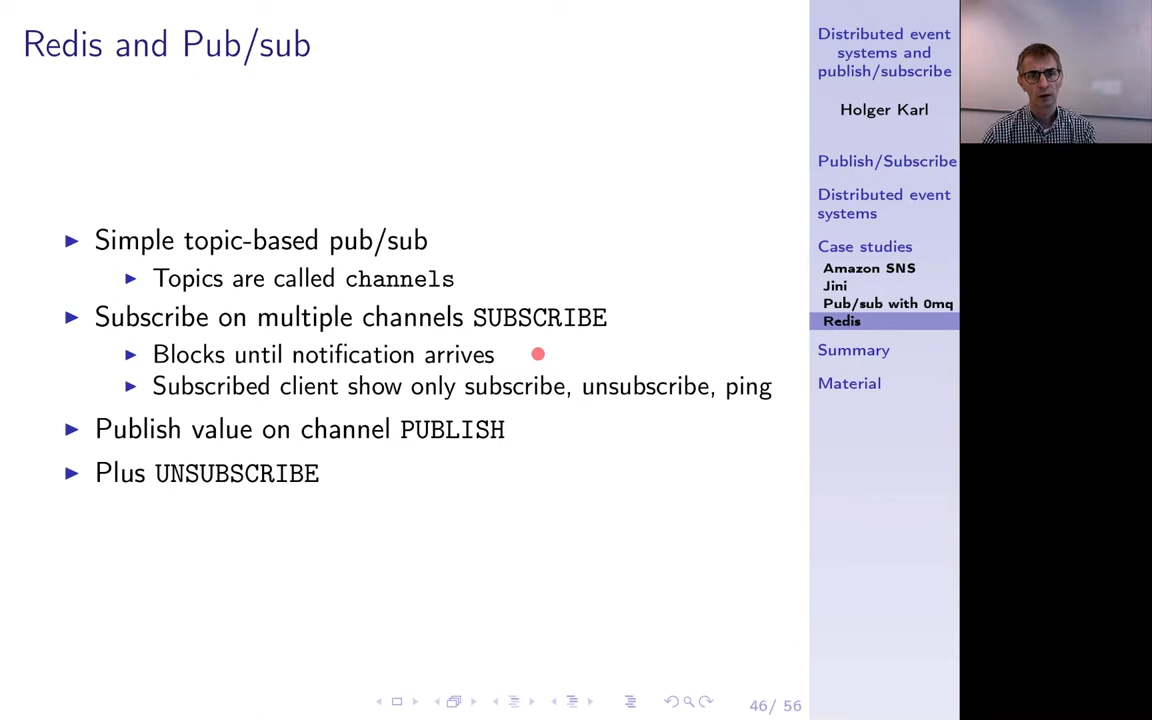 Redis and Pub/sub
Simple topic-based pub/sub
Topics are called channels
Subscribe on multiple channels SUBSCRIBE
Blocks until notification arrives
Subscribed client show only subscribe, unsubscribe, ping
Publish value on channel PUBLISH
Plus UNSUBSCRIBE
46/ 56
Distributed event
systems and
publish/subscribe
Holger Karl
Publish/Subscribe
Distributed event
systems
Case studies
Amazon SNS
Jini
Pub/sub with 0mq
Redis
Summary
Material